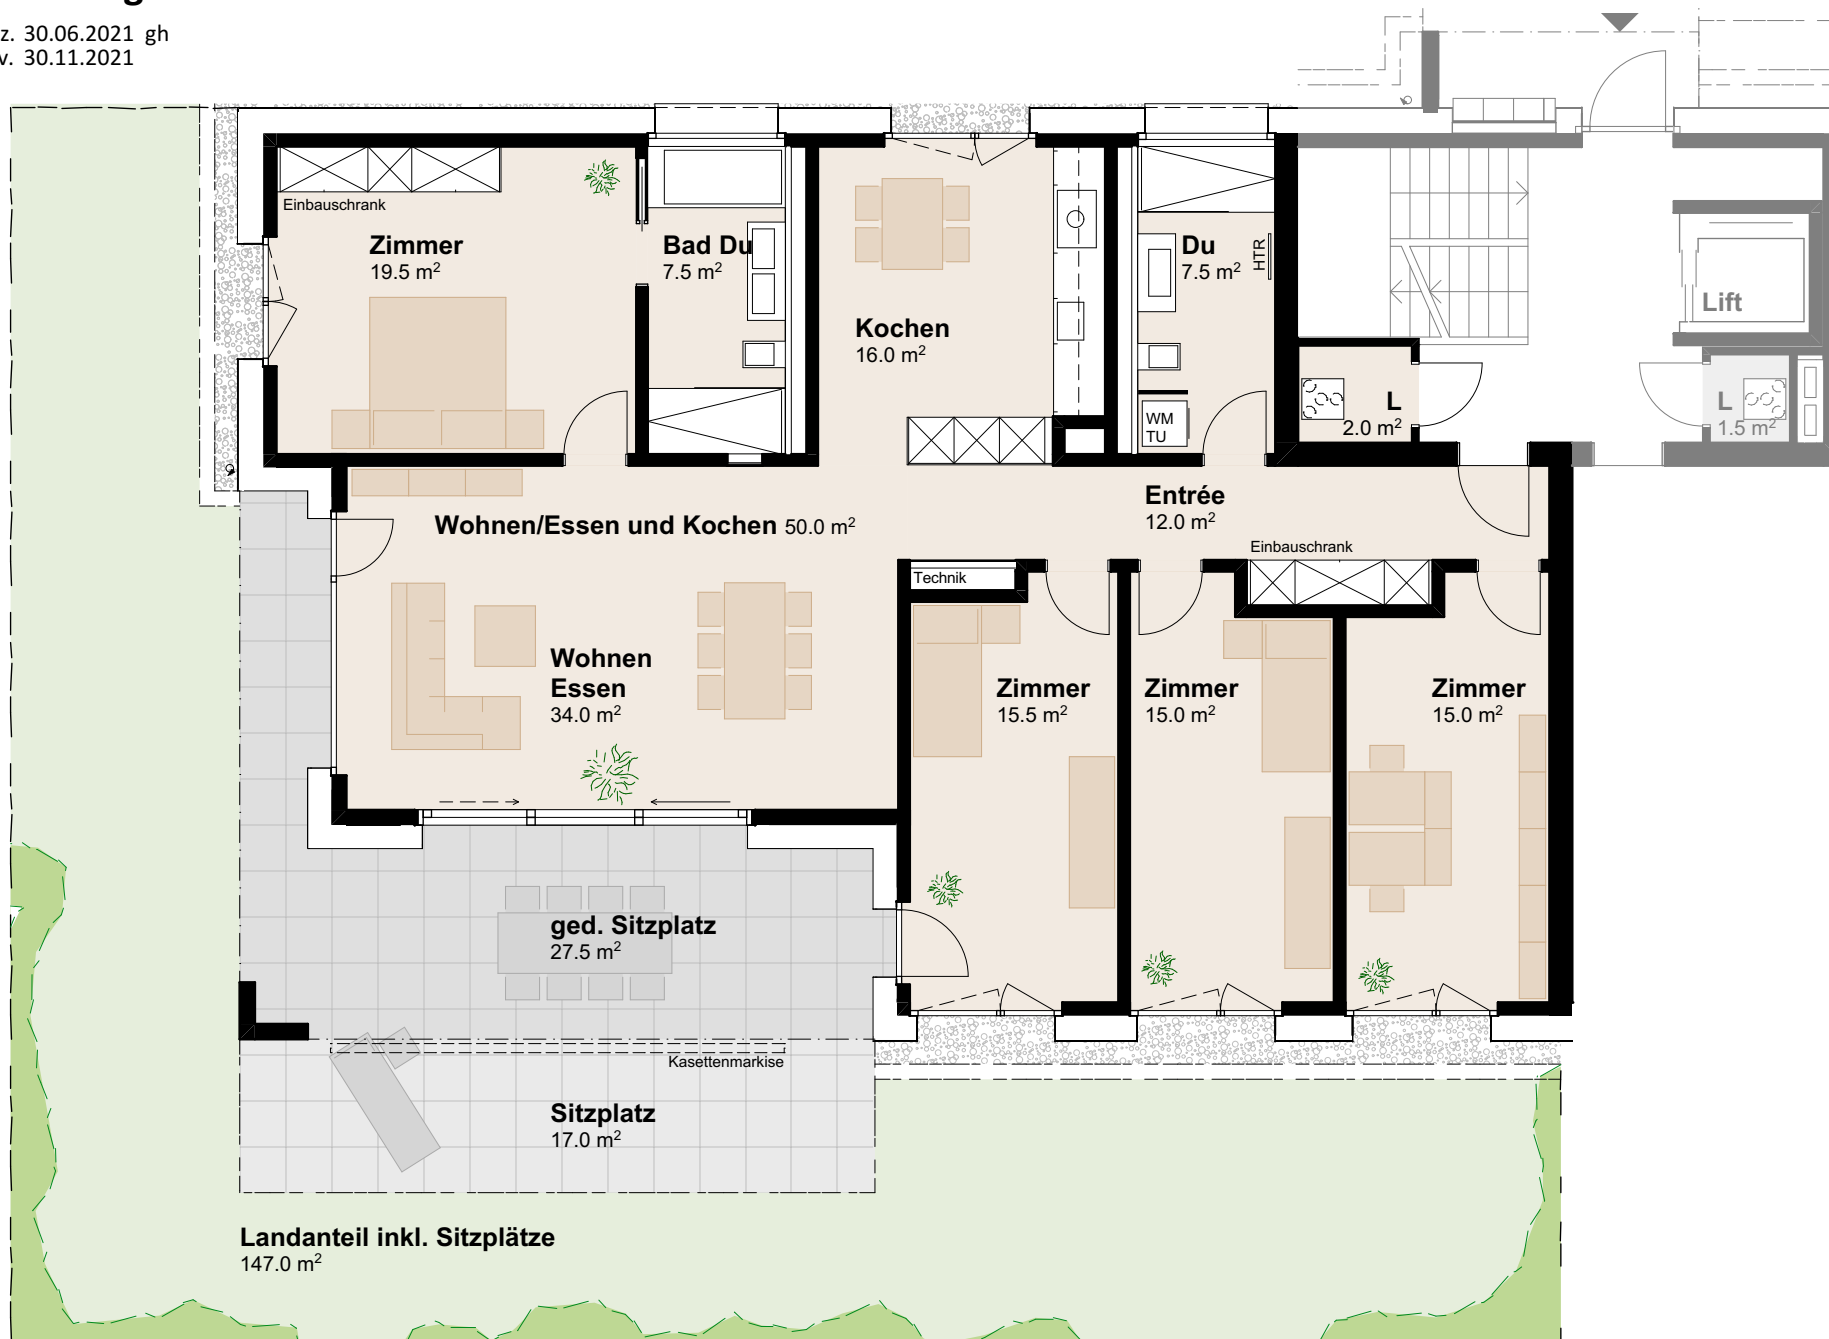 z. 30.06.2021 gh
v. 30.11.2021
Einbauschrank
Zimmer
19.5 m²
Bad Du
7.5 m²
Kochen
16.0 m²
Du
7.5 m²
HTR
WM
TU
Lift
L
2.0 m²
L
1.5 m²
Entrée
12.0 m²
Einbauschrank
Wohnen/Essen und Kochen 50.0 m²
Technik
Wohnen
Essen
34.0 m²
Zimmer
15.5 m²
Zimmer
15.0 m²
Zimmer
15.0 m²
ged. Sitzplatz
27.5 m²
Kasettenmarkise
Sitzplatz
17.0 m²
Landanteil inkl. Sitzplätze
147.0 m²